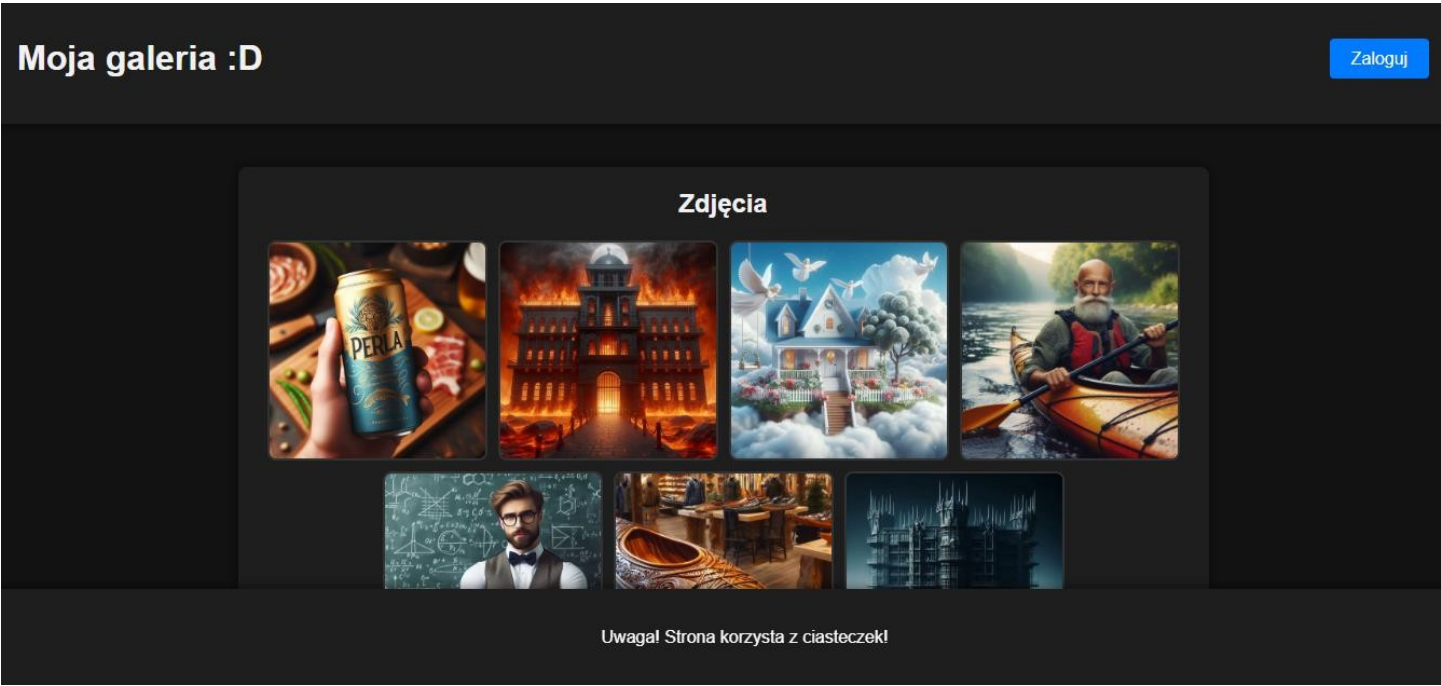 Moja galeria :D
Zaloguj
Zdjęcia
PERLA
Uwaga! Strona korzysta z ciasteczek!